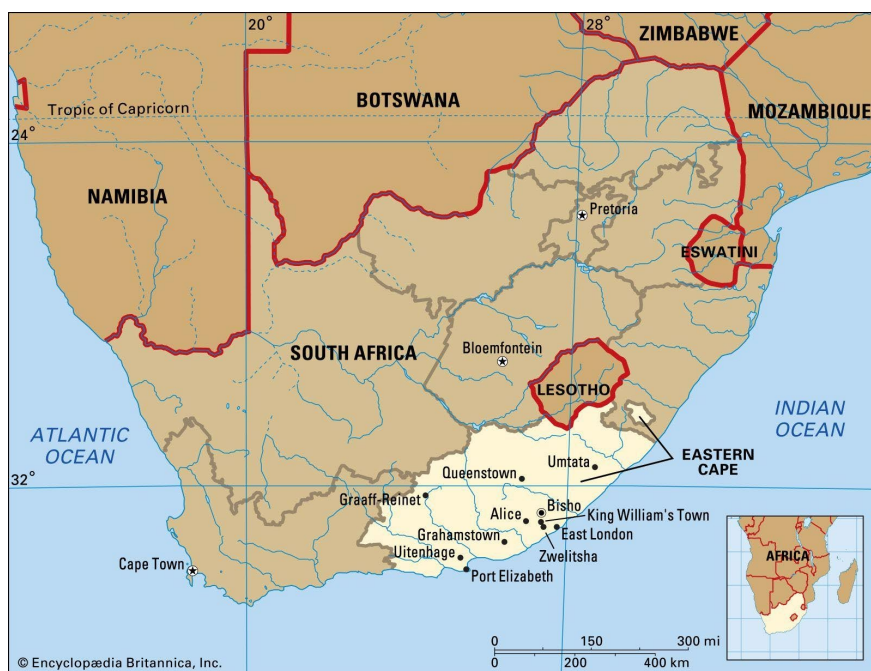 20°
28°
ZIMBABWE
BOTSWANA
Tropic of Capricorn
MOZAMBIQUE
24°
NAMIBIA
Pretoria
ESWATINI
SOUTH AFRICA
Bloemfontein
LESOTHO
INDIAN
OCEAN
ATLANTIC
OCEAN
EASTERN
CAPE
Umtata
Queenstown
32°
Graaff-Reinet
Bisho
Alice
King William's Town
Grahamstown
East London
Uitenhage
Zwelitsha
Cape Town
Port Elizabeth
AFRICA
0 150 300 mi
0 200 400 km
© Encyclopædia Britannica, Inc.